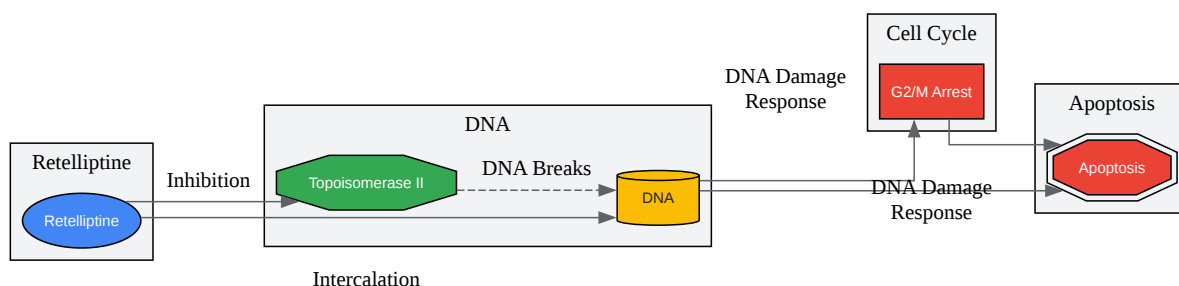 Cell Cycle
G2/M Arrest
DNA Damage
Response
Apoptosis
Apoptosis
DNA
Retelliptine
Retelliptine
Inhibition
Topoisomerase II
DNA Breaks
DNA
DNA Damage
Response
Intercalation